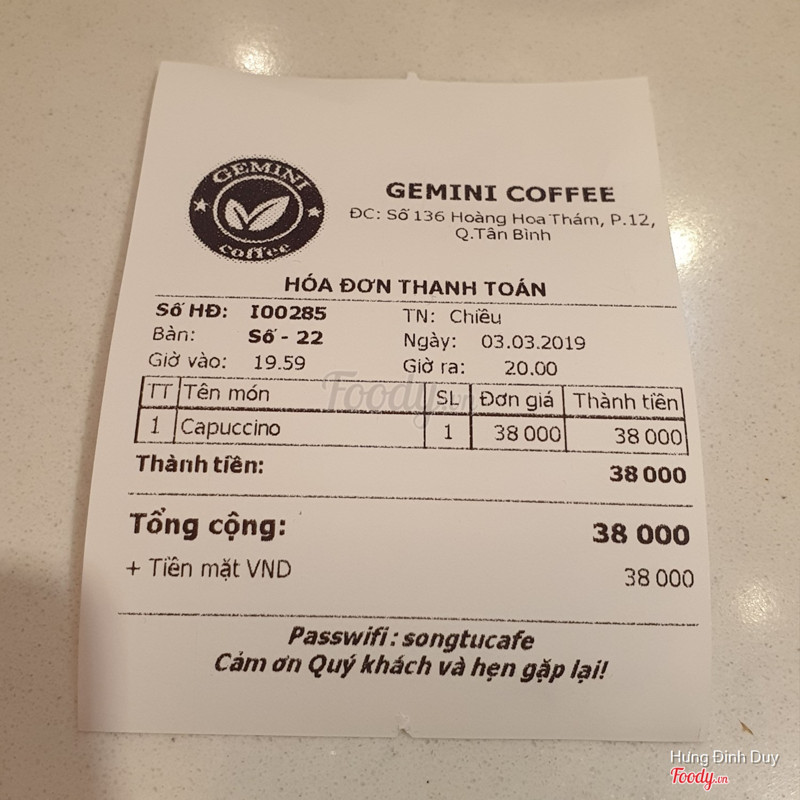 GEMINI
coffee
GEMINI COFFEE
ĐC: Số 136 Hoàng Hoa Thám, P.12,
Q.Tân Bình
HÓA ĐƠN THANH TOÁN
Số HĐ: I00285 TN: Chiều
Bàn: Số - 22 Ngày: 03.03.2019
Giờ vào: 19.59 Giờ ra: 20.00
Foody.vn
TT Tên món SL Đơn giá Thành tiền
1 Capuccino 1 38 000 38 000
Thành tiền: 38 000
Tổng cộng: 38 000
+ Tiền mặt VND 38 000
Passwifi : songtucafe
Cảm ơn Quý khách và hẹn gặp lại!
Hưng Đinh Duy
Foody.vn